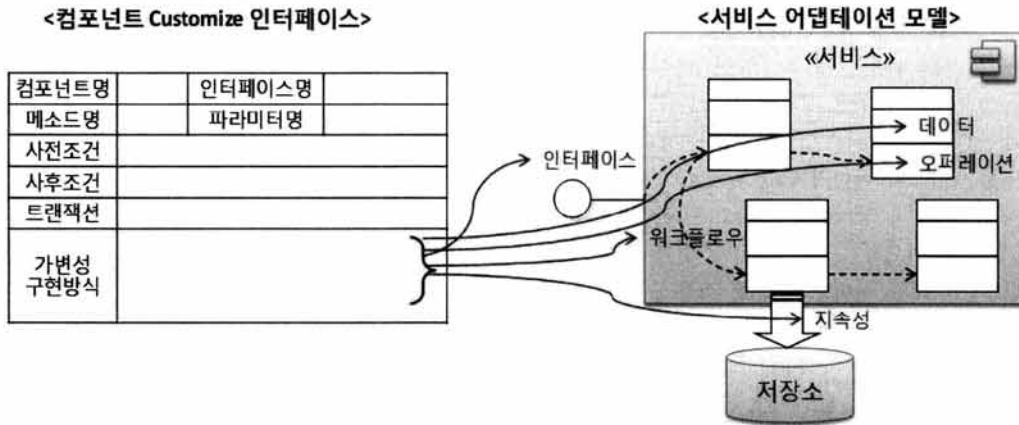 <컴포넌트 Customize 인터페이스>
<서비스 어댑테이션 모델>
컴포넌트명
인터페이스명
메소드명
파라미터명
사전조건
사후조건
트랜잭션
가변성
구현방식
«서비스»
데이터
오퍼레이션
인터페이스
워크플로우
지속성
저장소